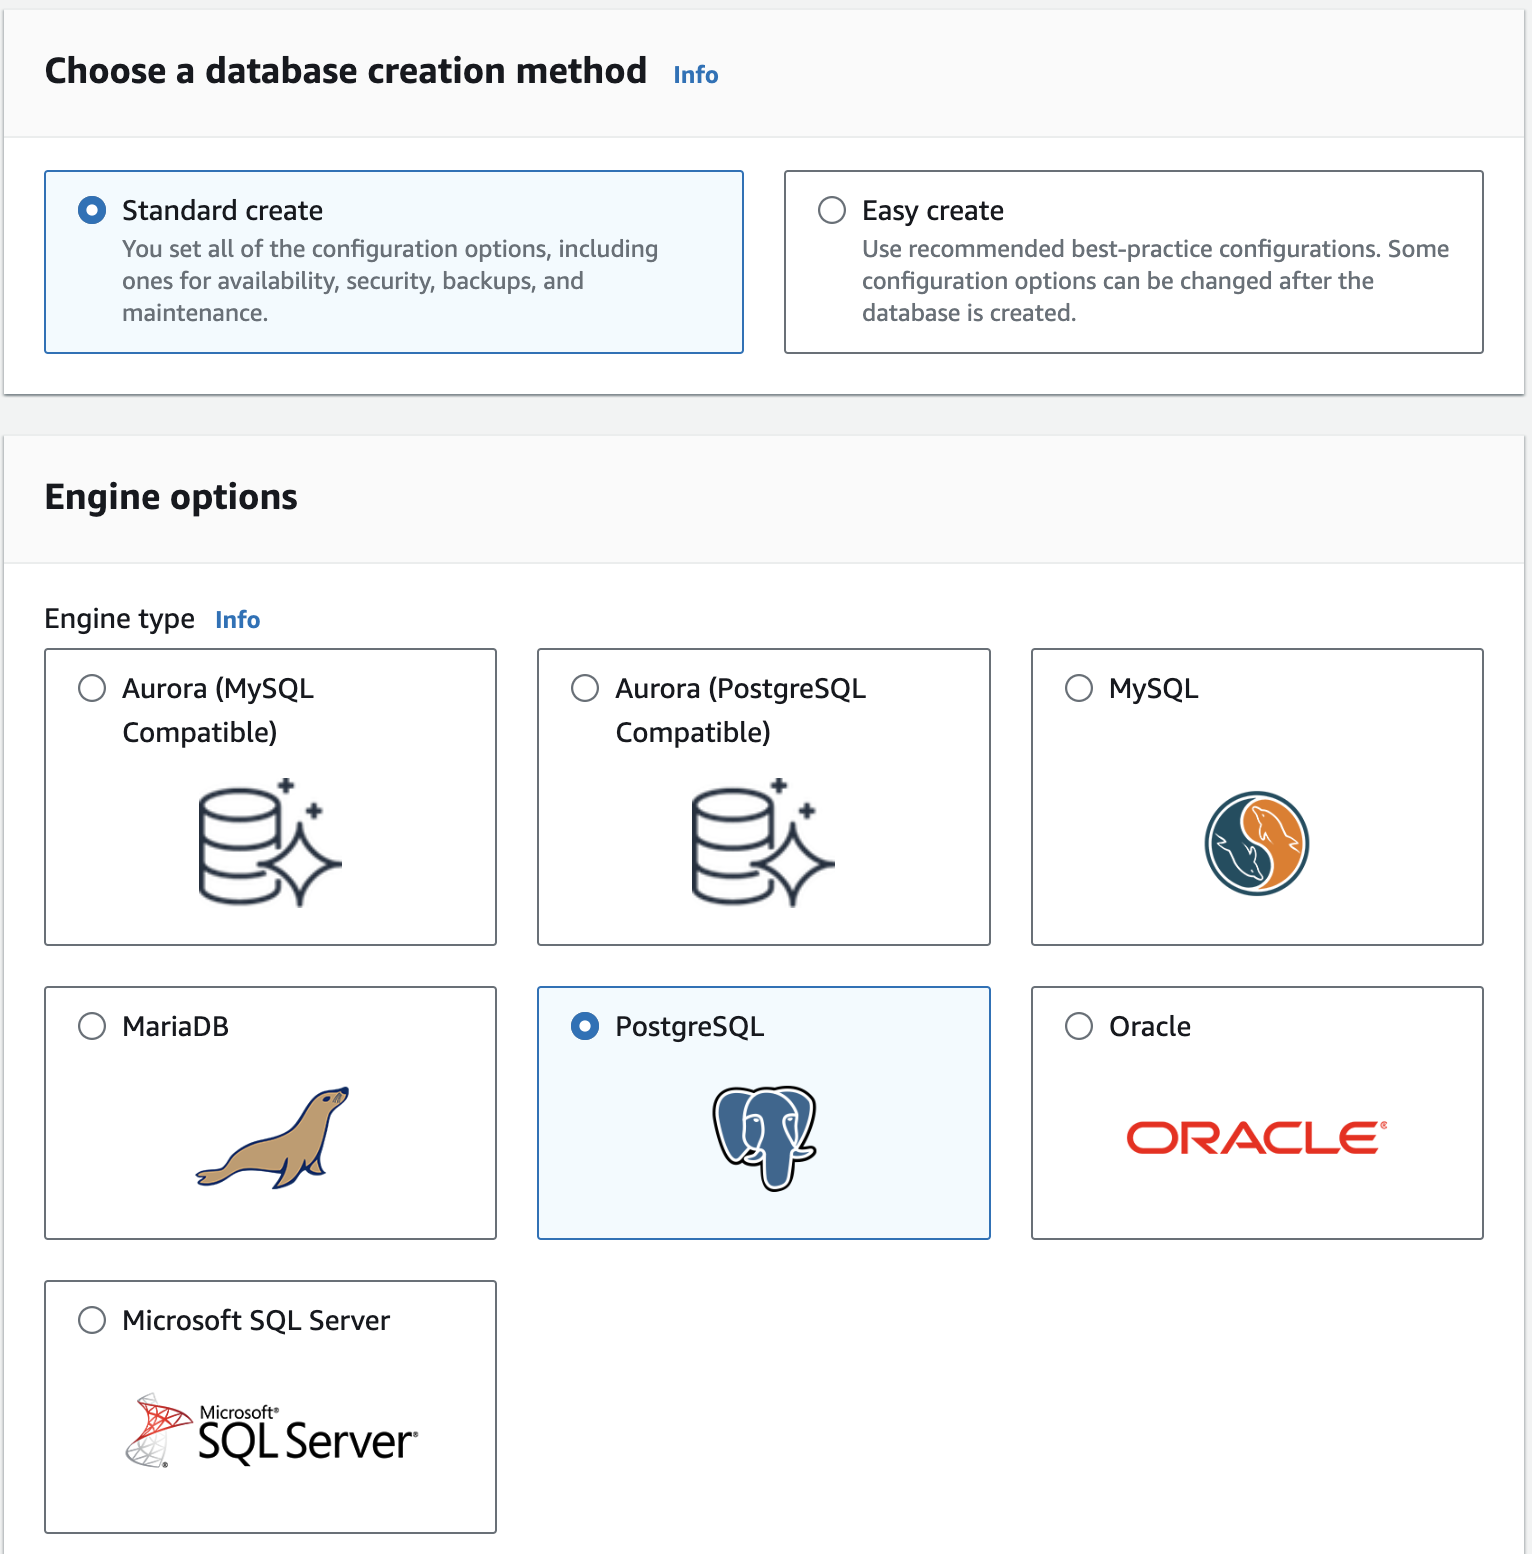 Choose a database creation method Info
Standard create
You set all of the configuration options, including
ones for availability, security, backups, and
maintenance.
Easy create
Use recommended best-practice configurations. Some
configuration options can be changed after the
database is created.
Engine options
Engine type Info
Aurora (MySQL
Compatible)
Aurora (PostgreSQL
Compatible)
MySQL
MariaDB
PostgreSQL
Oracle
ORACLE®
Microsoft SQL Server
Microsoft®
SQL Server®